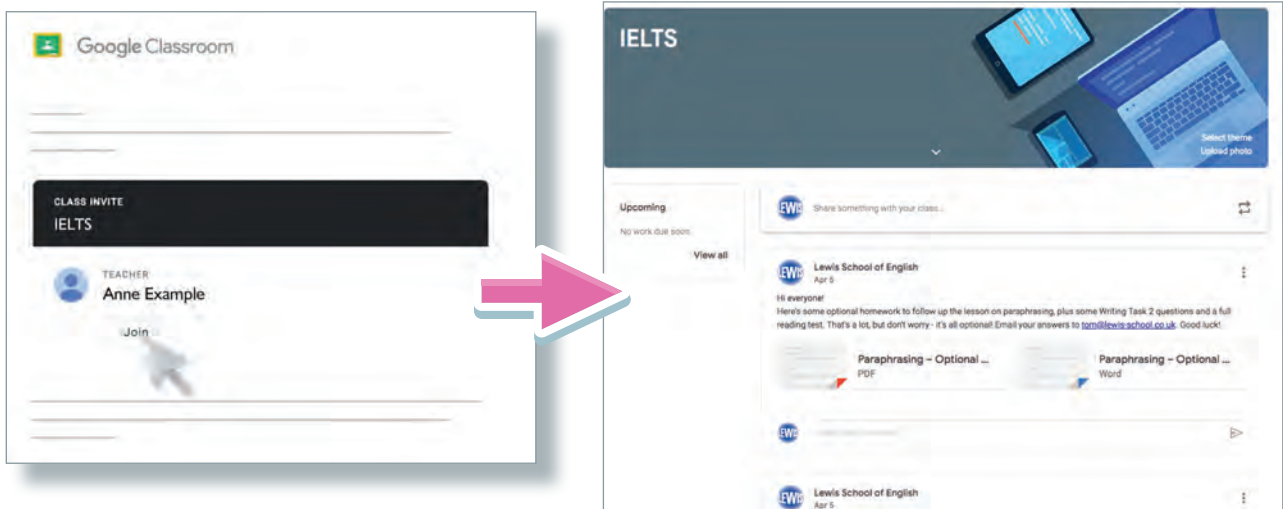 Google Classroom
CLASS INVITE
IELTS
TEACHER
Anne Example
Join
IELTS
Select theme
Upload photo
Upcoming
No work due soon
View all
EWIS
Share something with your class...
EWIS
Lewis School of English
Apr 5
Hi everyone!
Here's some optional homework to follow up the lesson on paraphrasing, plus some Writing Task 2 questions and a full
reading test. That's a lot, but don't worry - it's all optional! Email your answers to tom@lewis-school.co.uk. Good luck!
Paraphrasing – Optional ...
PDF
Paraphrasing – Optional ...
Word
EWIS
EWIS
Lewis School of English
Apr 5